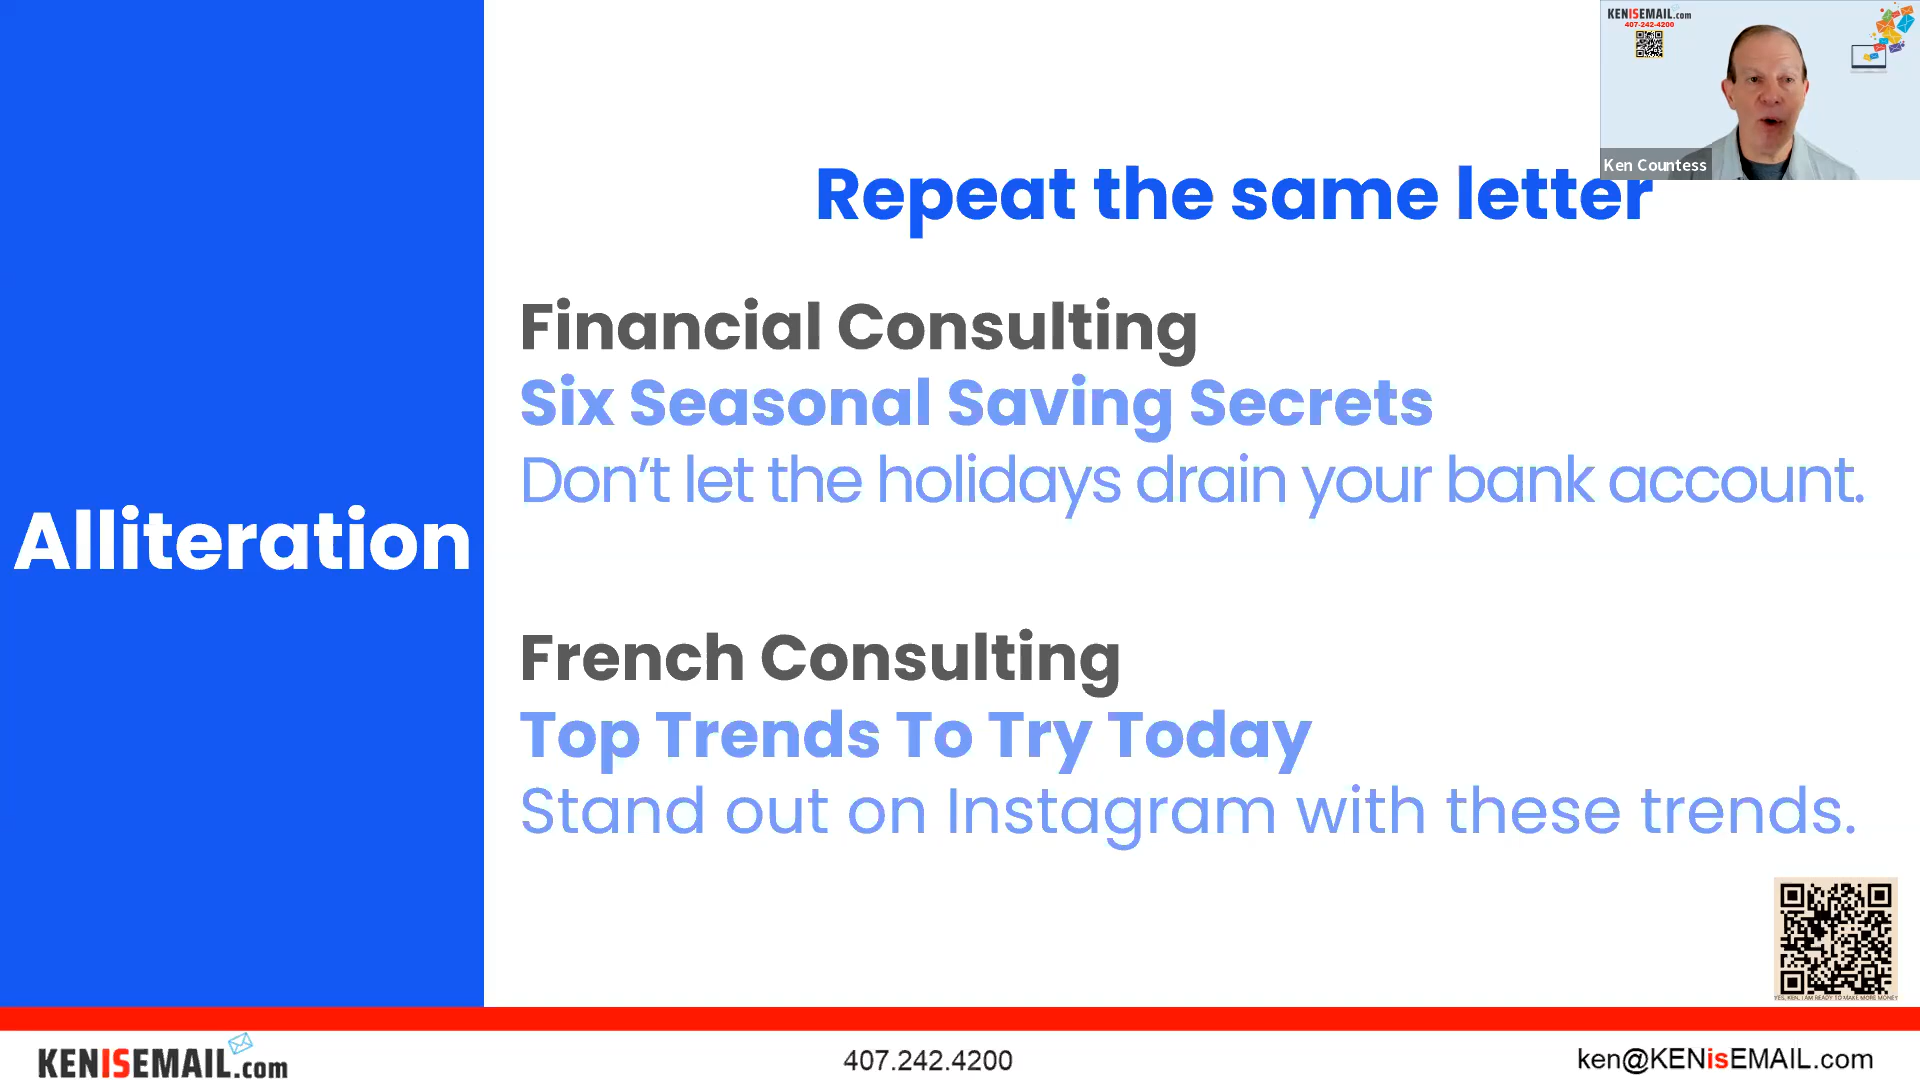 KENISEMAIL.com
407-242-4200
Ken Countess
Repeat the same letter
Alliteration
Financial Consulting
Six Seasonal Saving Secrets
Don’t let the holidays drain your bank account.
French Consulting
Top Trends To Try Today
Stand out on Instagram with these trends.
YES, KEN, I AM READY TO MAKE MORE MONEY
KENISEMAIL.com
407.242.4200
ken@KENisEMAIL.com